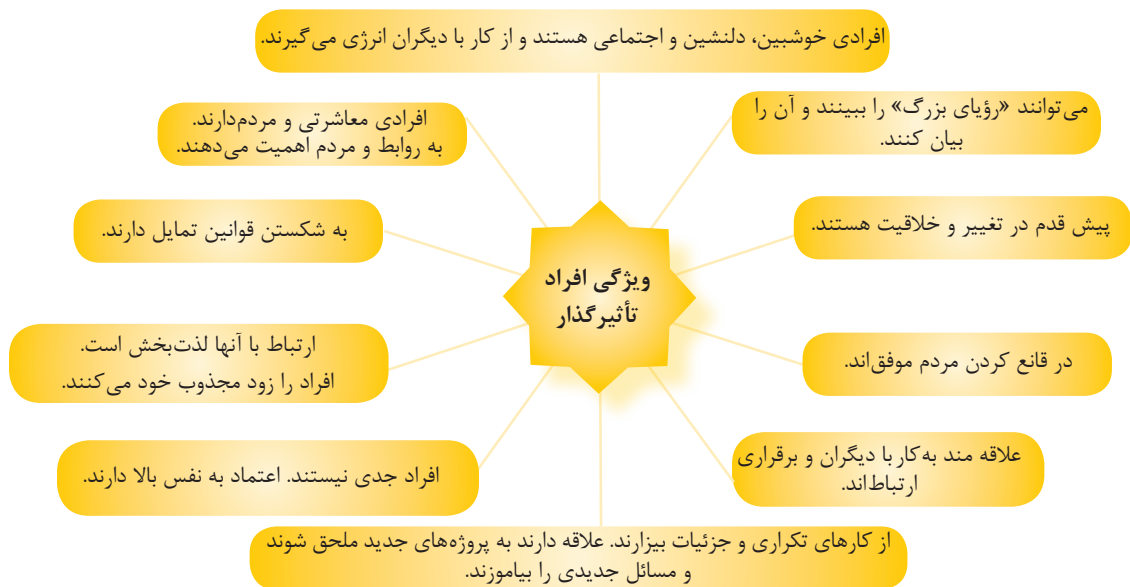 افرادی خوشبین، دلنشین و اجتماعی هستند و از کار با دیگران انرژی می‌گیرند.
می‌توانند «رؤیای بزرگ» را ببینند و آن را
بیان کنند.
افرادی معاشرتی و مردم‌دارند.
به روابط و مردم اهمیت می‌دهند.
پیش قدم در تغییر و خلاقیت هستند.
به شکستن قوانین تمایل دارند.
ویژگی افراد
تأثیرگذار
در قانع کردن مردم موفق‌اند.
ارتباط با آنها لذت‌بخش است.
افراد را زود مجذوب خود می‌کنند.
علاقه مند به‌کار با دیگران و برقراری
ارتباط‌اند.
افراد جدی نیستند. اعتماد به نفس بالا دارند.
از کارهای تکراری و جزئیات بیزارند. علاقه دارند به پروژه‌های جدید ملحق شوند
و مسائل جدیدی را بیاموزند.